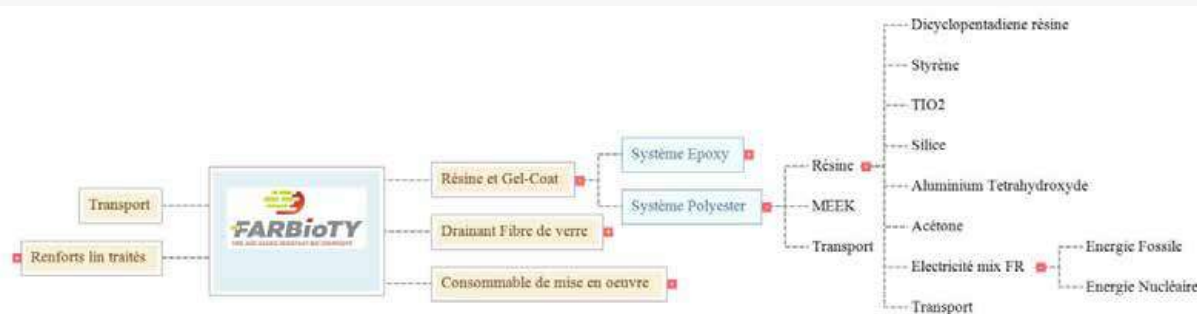 Transport
Renforts lin traités
FARBioTY
Résine et Gel-Coat
Drainant Fibre de verre
Consommable de mise en oeuvre
Système Epoxy
Système Polyester
Résine
MEEK
Transport
Dicyclopentadiene résine
Styrène
TIO2
Silice
Aluminium Tetrahydroxyde
Acétone
Electricité mix FR
Transport
Energie Fossile
Energie Nucléaire